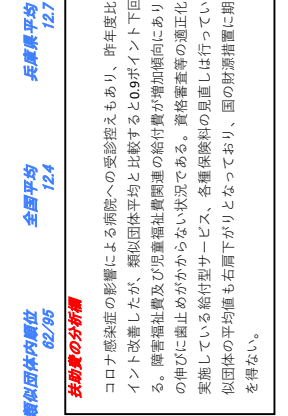 類似団体内順位
62/95
全国平均
12.4
兵庫県平均
12.7
扶助費の分析欄
コロナ感染症の影響による病院への受診控えもあり、昨年度比
イント改善したが、類似団体平均と比較すると0.9ポイント下回
る。障害福祉費及び児童福祉費関連の給付費が増加傾向にあり
の伸びに歯止めがかからない状況である。資格審査等の適正化
実施している給付型サービス、各種保険料の見直しは行ってい
似団体の平均値も右肩下がりとなっており、国の財源措置に期
を得ない。